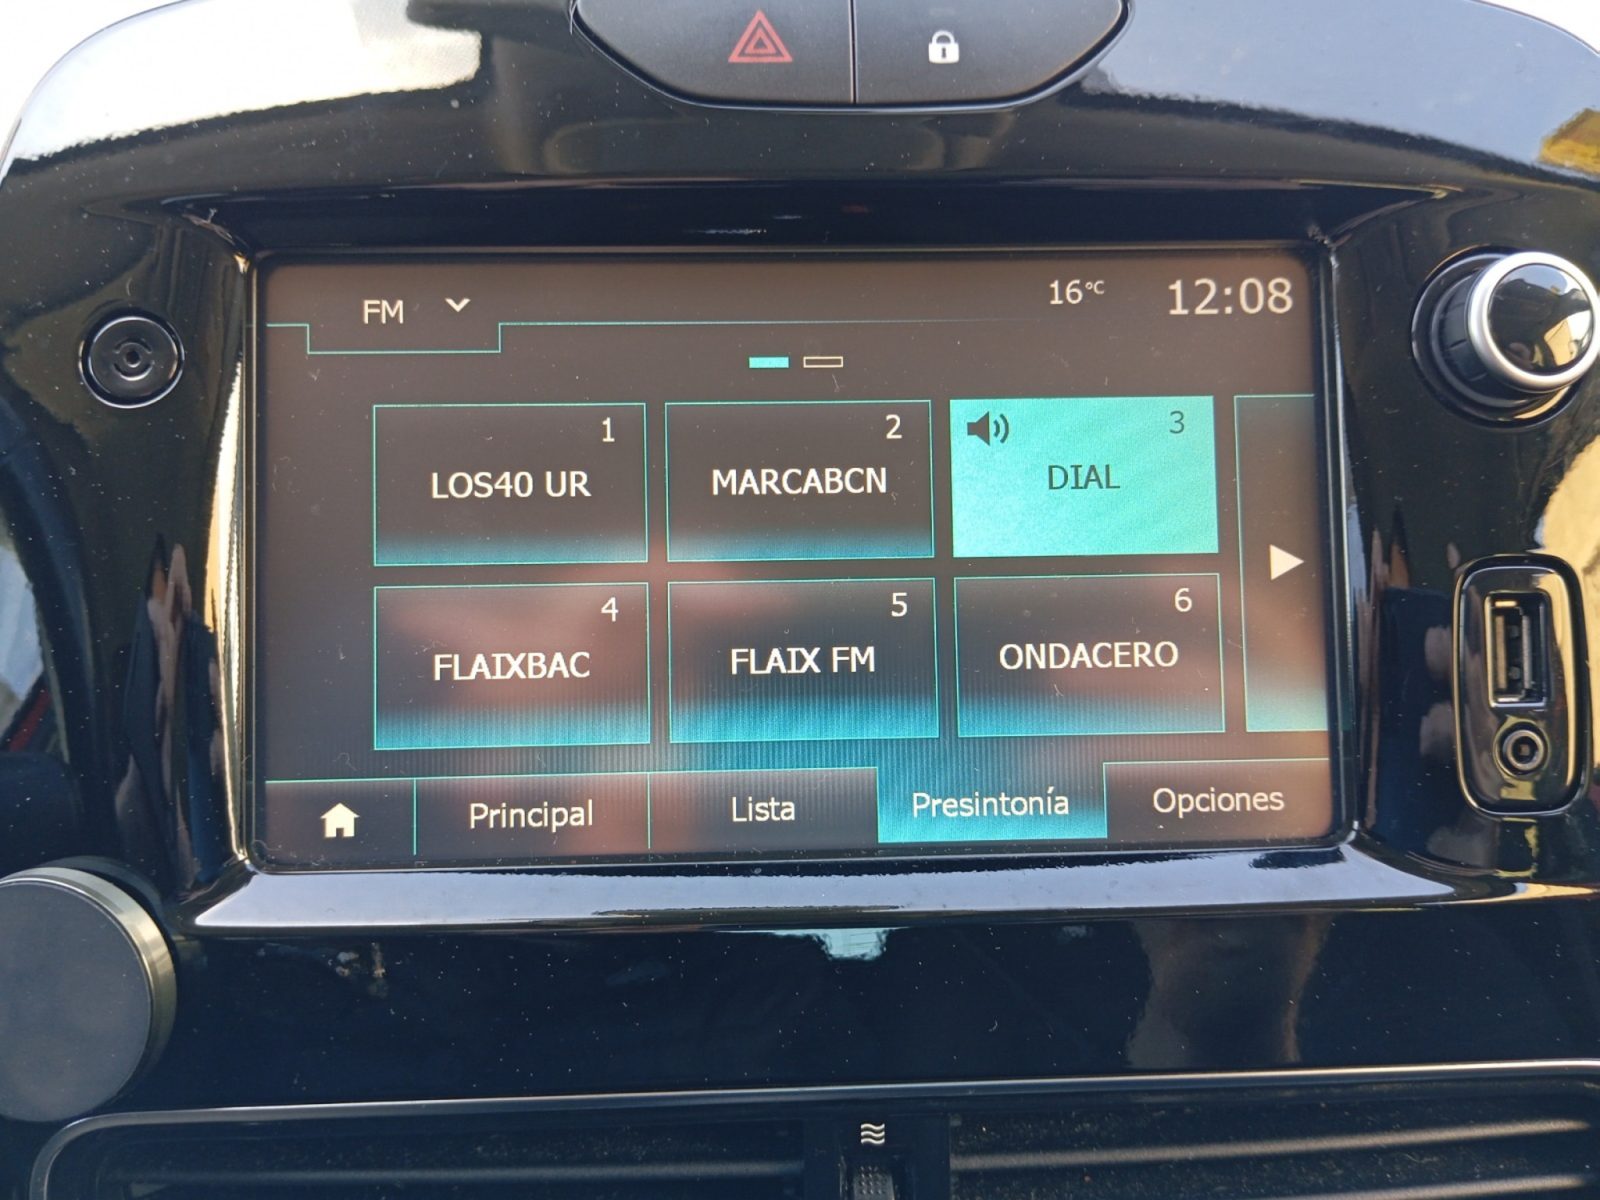 FM
16°C
12:08
1
LOS40 UR
2
MARCABCN
3
DIAL
4
FLAIXBAC
5
FLAIX FM
6
ONDACERO
Principal
Lista
Presintonía
Opciones